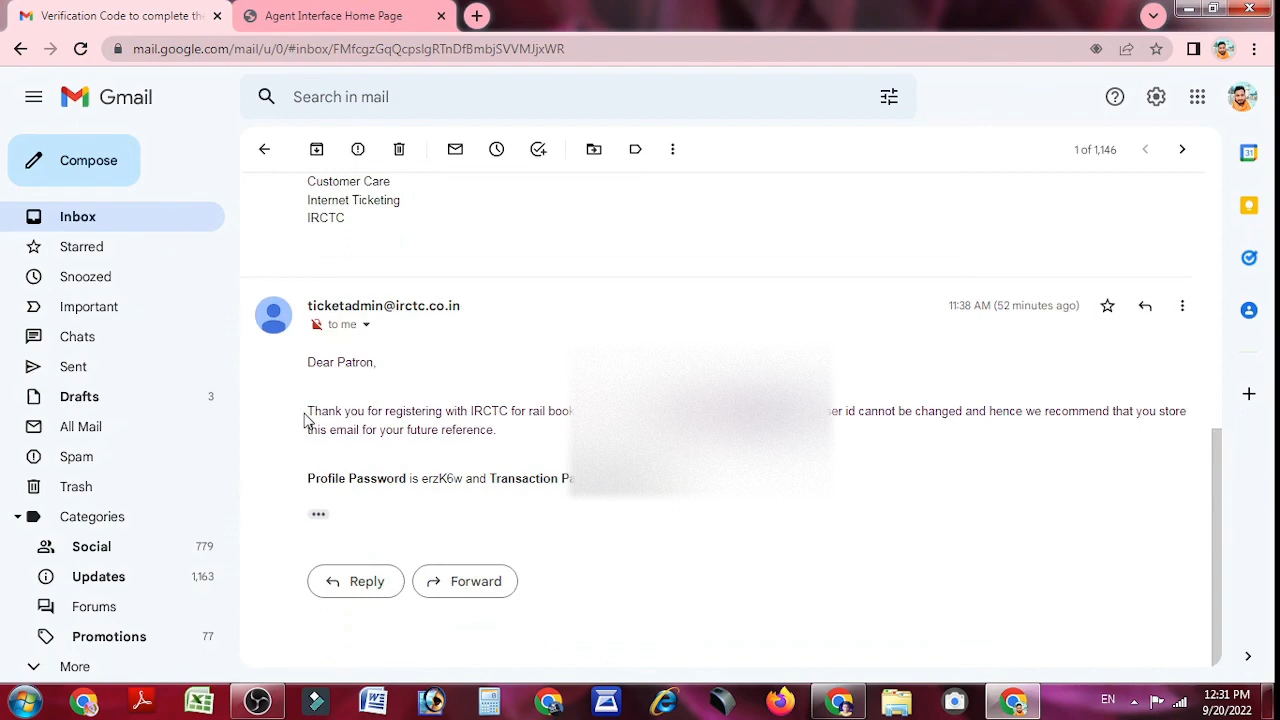 Verification Code to complete the
Agent Interface Home Page
mail.google.com/mail/u/0/#inbox/FMfcgzGqQcpslgRTnDfBmbjSVVMJjxWR
Gmail
Search in mail
Compose
1 of 1,146
Inbox
Starred
Snoozed
Important
Chats
Sent
Drafts 3
All Mail
Spam
Trash
Categories
Social 779
Updates 1,163
Forums
Promotions 77
More
Customer Care
Internet Ticketing
IRCTC
ticketadmin@irctc.co.in
11:38 AM (52 minutes ago)
to me
Dear Patron,
Thank you for registering with IRCTC for rail book er id cannot be changed and hence we recommend that you store
this email for your future reference.
Profile Password is erzK6w and Transaction Pa
Reply
Forward
31
EN
12:31 PM
9/20/2022